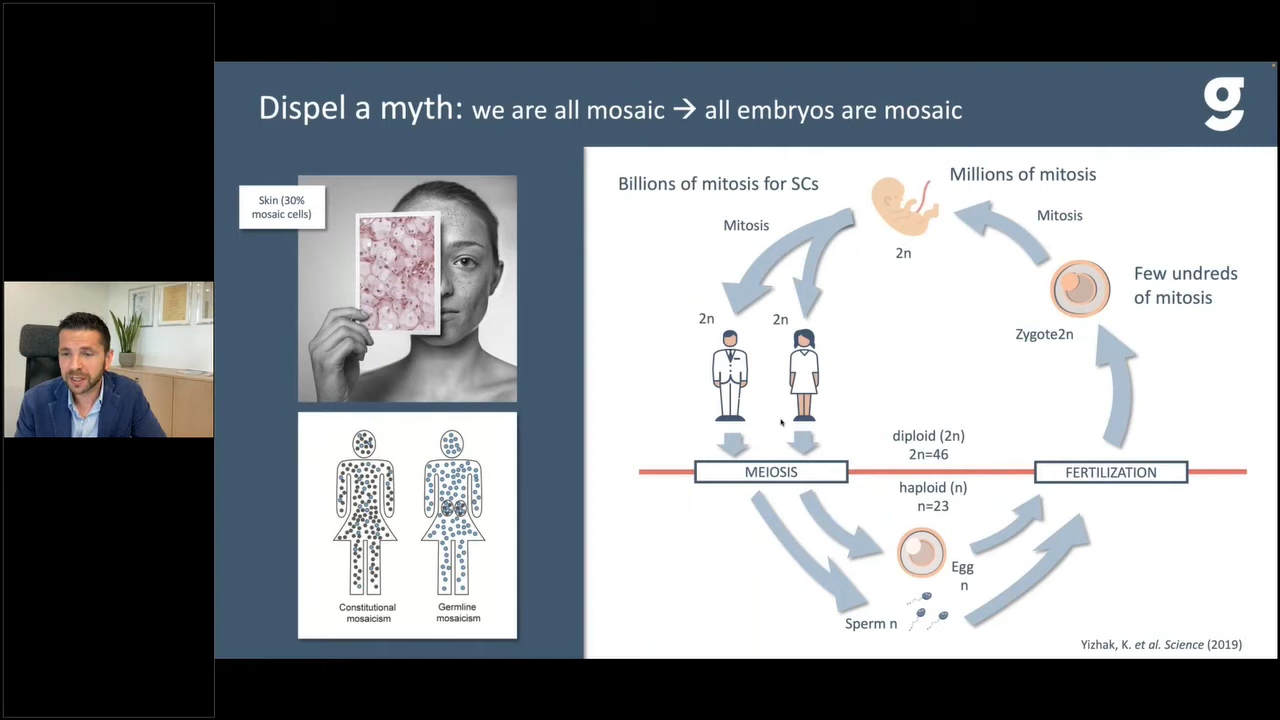 Dispel a myth: we are all mosaic → all embryos are mosaic
g
Skin (30%
mosaic cells)
Constitutional
mosaicism
Germline
mosaicism
Billions of mitosis for SCs
Millions of mitosis
Mitosis
Mitosis
2n
Few undreds
of mitosis
Zygote2n
2n
2n
diploid (2n)
2n=46
MEIOSIS
FERTILIZATION
haploid (n)
n=23
Egg
n
Sperm n
Yizhak, K. et al. Science (2019)